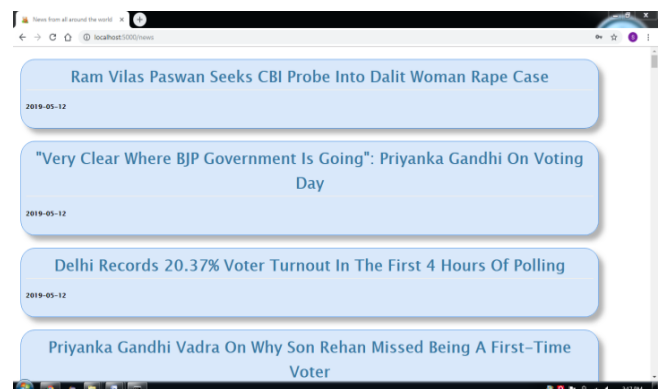 News from all around the world
localhost:5000/news
Ram Vilas Paswan Seeks CBI Probe Into Dalit Woman Rape Case
2019-05-12
"Very Clear Where BJP Government Is Going": Priyanka Gandhi On Voting
Day
2019-05-12
Delhi Records 20.37% Voter Turnout In The First 4 Hours Of Polling
2019-05-12
Priyanka Gandhi Vadra On Why Son Rehan Missed Being A First-Time
Voter